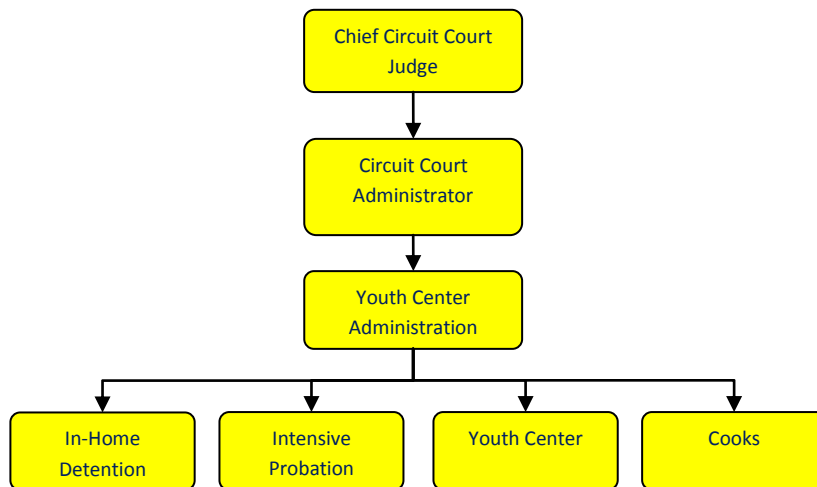 Chief Circuit Court
Judge
Circuit Court
Administrator
Youth Center
Administration
In-Home
Detention
Intensive
Probation
Youth Center
Cooks